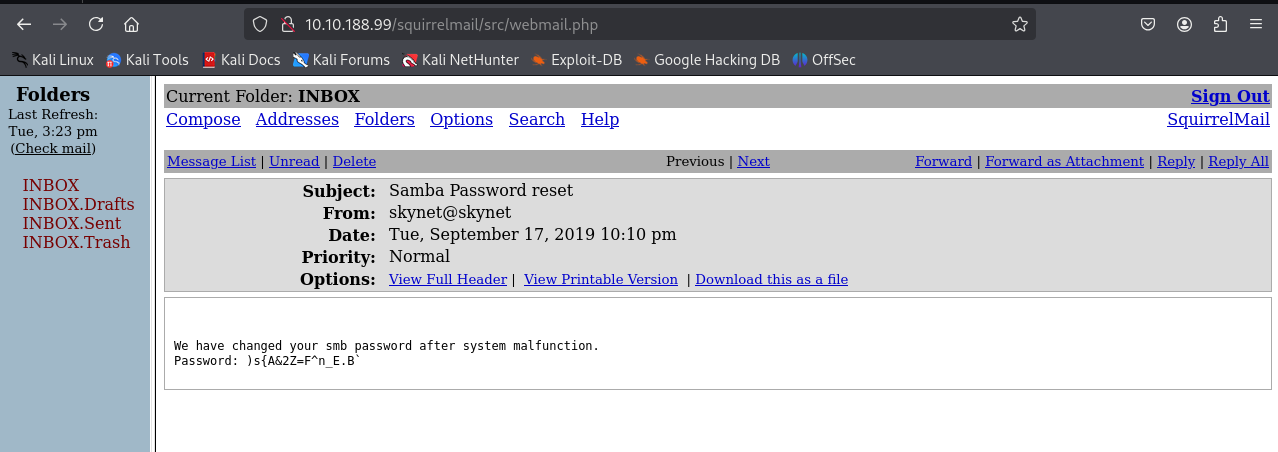 10.10.188.99/squirrelmail/src/webmail.php
Kali Linux Kali Tools Kali Docs Kali Forums Kali NetHunter Exploit-DB Google Hacking DB OffSec
Folders
Last Refresh:
Tue, 3:23 pm
(Check mail)
INBOX
INBOX.Drafts
INBOX.Sent
INBOX.Trash
Current Folder: INBOX Sign Out
Compose Addresses Folders Options Search Help SquirrelMail
Message List | Unread | Delete Previous | Next Forward | Forward as Attachment | Reply | Reply All
Subject: Samba Password reset
From: skynet@skynet
Date: Tue, September 17, 2019 10:10 pm
Priority: Normal
Options: View Full Header | View Printable Version | Download this as a file
We have changed your smb password after system malfunction.
Password: )s{A&2Z=F^n_E.B`